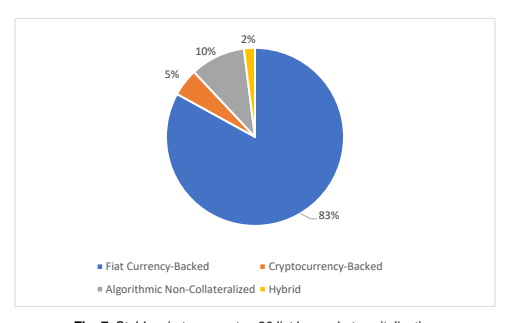 2%
10%
5%
83%
Fiat Currency-Backed
Cryptocurrency-Backed
Algorithmic Non-Collateralized
Hybrid